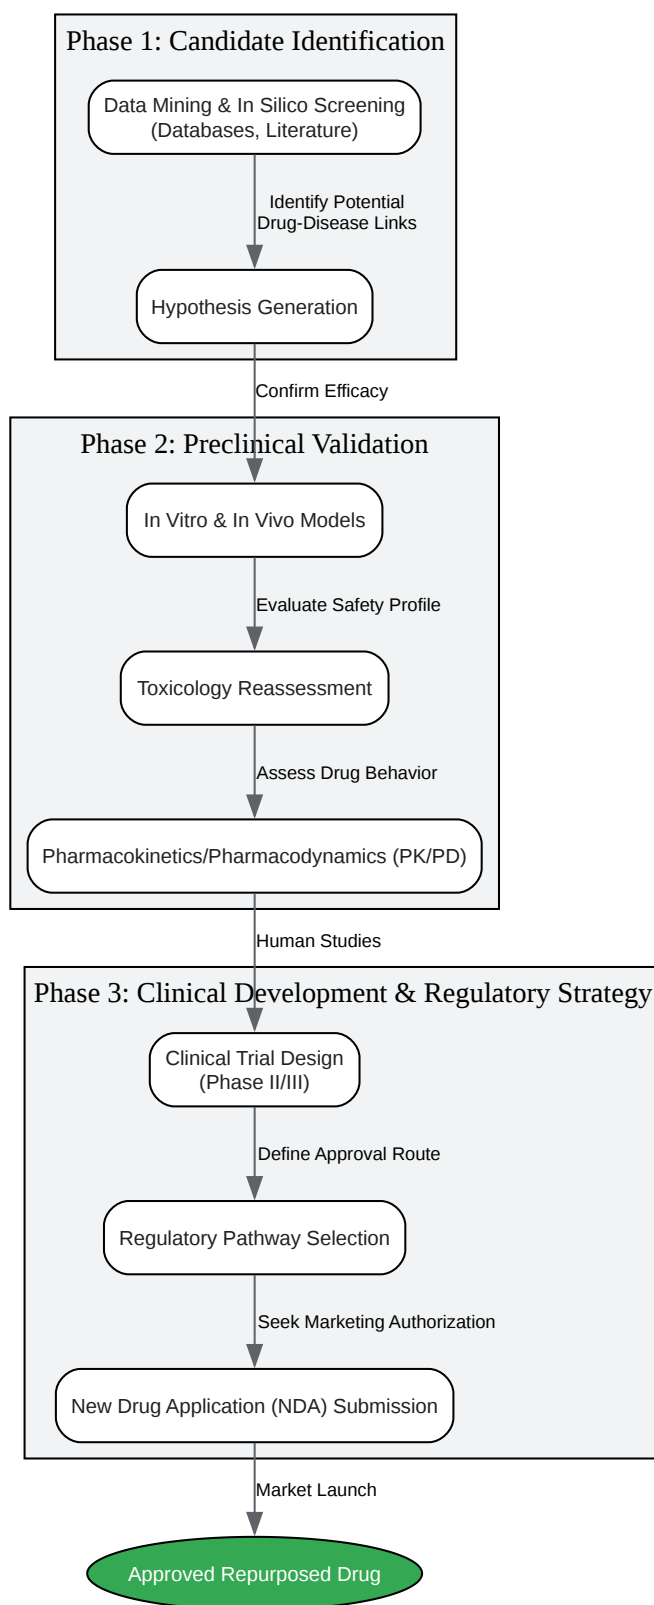 Phase 1: Candidate Identification
Data Mining & In Silico Screening
(Databases, Literature)
Identify Potential
Drug-Disease Links
Hypothesis Generation
Confirm Efficacy
Phase 2: Preclinical Validation
In Vitro & In Vivo Models
Evaluate Safety Profile
Toxicology Reassessment
Assess Drug Behavior
Pharmacokinetics/Pharmacodynamics (PK/PD)
Human Studies
Phase 3: Clinical Development & Regulatory Strategy
Clinical Trial Design
(Phase II/III)
Define Approval Route
Regulatory Pathway Selection
Seek Marketing Authorization
New Drug Application (NDA) Submission
Market Launch
Approved Repurposed Drug